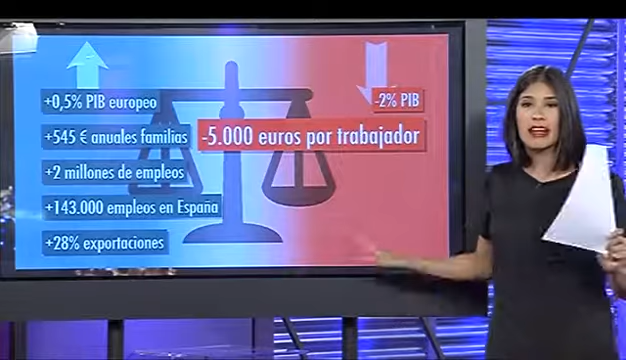 +0,5% PIB europeo
+545 € anuales familias
+2 millones de empleos
+143.000 empleos en España
+28% exportaciones
-2% PIB
-5.000 euros por trabajador